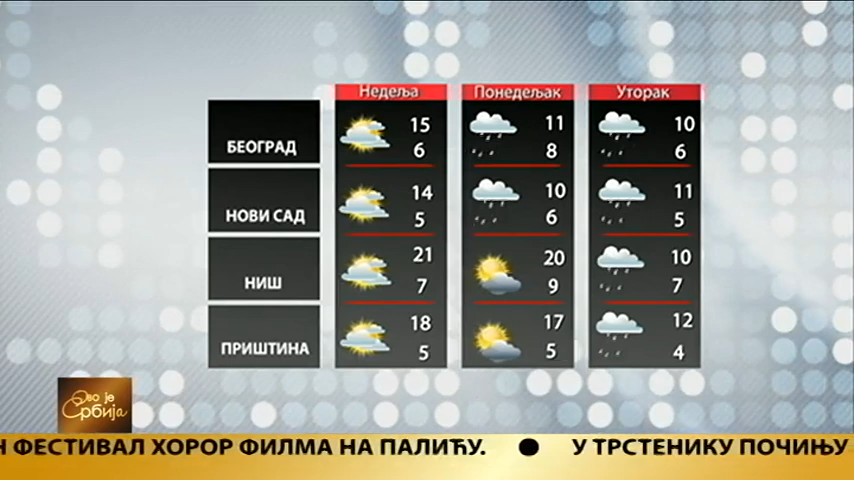 Недеља Понедељак Уторак
БЕОГРАД 15 11 10
6 8 6
НОВИ САД 14 10 11
5 6 5
НИШ 21 20 10
7 9 7
ПРИШТИНА 18 17 12
5 5 4
Ово је
Србија
Н ФЕСТИВАЛ ХОРОР ФИЛМА НА ПАЛИЋУ. ● У ТРСТЕНИКУ ПОЧИЊУ